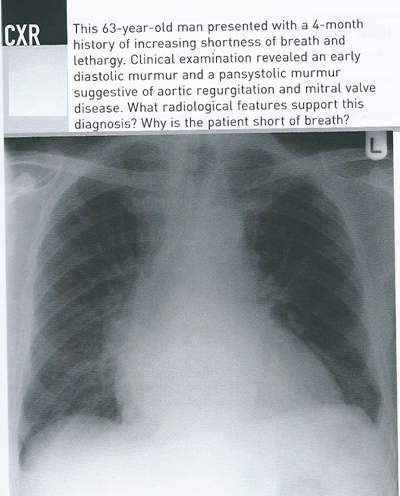 CXR
This 63-year-old man presented with a 4-month
history of increasing shortness of breath and
lethargy. Clinical examination revealed an early
diastolic murmur and a pansystolic murmur
suggestive of aortic regurgitation and mitral valve
disease. What radiological features support this
diagnosis? Why is the patient short of breath?
L